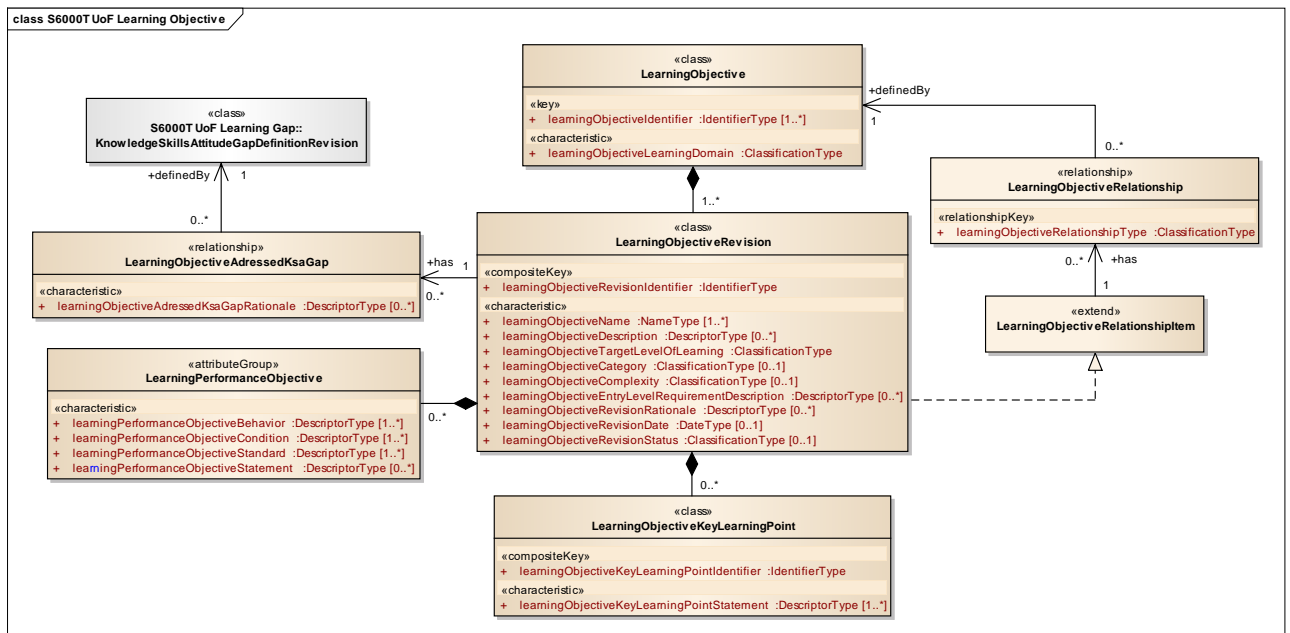 class S6000T UoF Learning Objective
«class»
LearningObjective
«key»
+ learningObjectiveIdentifier :IdentifierType [1..*]
«characteristic»
+ learningObjectiveLearningDomain :ClassificationType
+definedBy
1
0..*
«class»
S6000T UoF Learning Gap::
KnowledgeSkillsAttitudeGapDefinitionRevision
+definedBy
1
0..*
«relationship»
LearningObjectiveRelationship
«relationshipKey»
+ learningObjectiveRelationshipType :ClassificationType
0..*
+has
1
«extend»
LearningObjectiveRelationshipItem
1..*
«class»
LearningObjectiveRevision
«compositeKey»
+ learningObjectiveRevisionIdentifier :IdentifierType
«characteristic»
+ learningObjectiveName :NameType [1..*]
+ learningObjectiveDescription :DescriptorType [0..*]
+ learningObjectiveTargetLevelOfLearning :ClassificationType
+ learningObjectiveCategory :ClassificationType [0..1]
+ learningObjectiveComplexity :ClassificationType [0..1]
+ learningObjectiveEntryLevelRequirementDescription :DescriptorType [0..*]
+ learningObjectiveRevisionRationale :DescriptorType [0..*]
+ learningObjectiveRevisionDate :DateType [0..1]
+ learningObjectiveRevisionStatus :ClassificationType [0..1]
«relationship»
LearningObjectiveAdressedKsaGap
«characteristic»
+ learningObjectiveAdressedKsaGapRationale :DescriptorType [0..*]
+has
1
0..*
«attributeGroup»
LearningPerformanceObjective
«characteristic»
+ learningPerformanceObjectiveBehavior :DescriptorType [1..*]
+ learningPerformanceObjectiveCondition :DescriptorType [1..*]
+ learningPerformanceObjectiveStandard :DescriptorType [1..*]
+ learningPerformanceObjectiveStatement :DescriptorType [0..*]
0..*
0..*
«class»
LearningObjectiveKeyLearningPoint
«compositeKey»
+ learningObjectiveKeyLearningPointIdentifier :IdentifierType
«characteristic»
+ learningObjectiveKeyLearningPointStatement :DescriptorType [1..*]